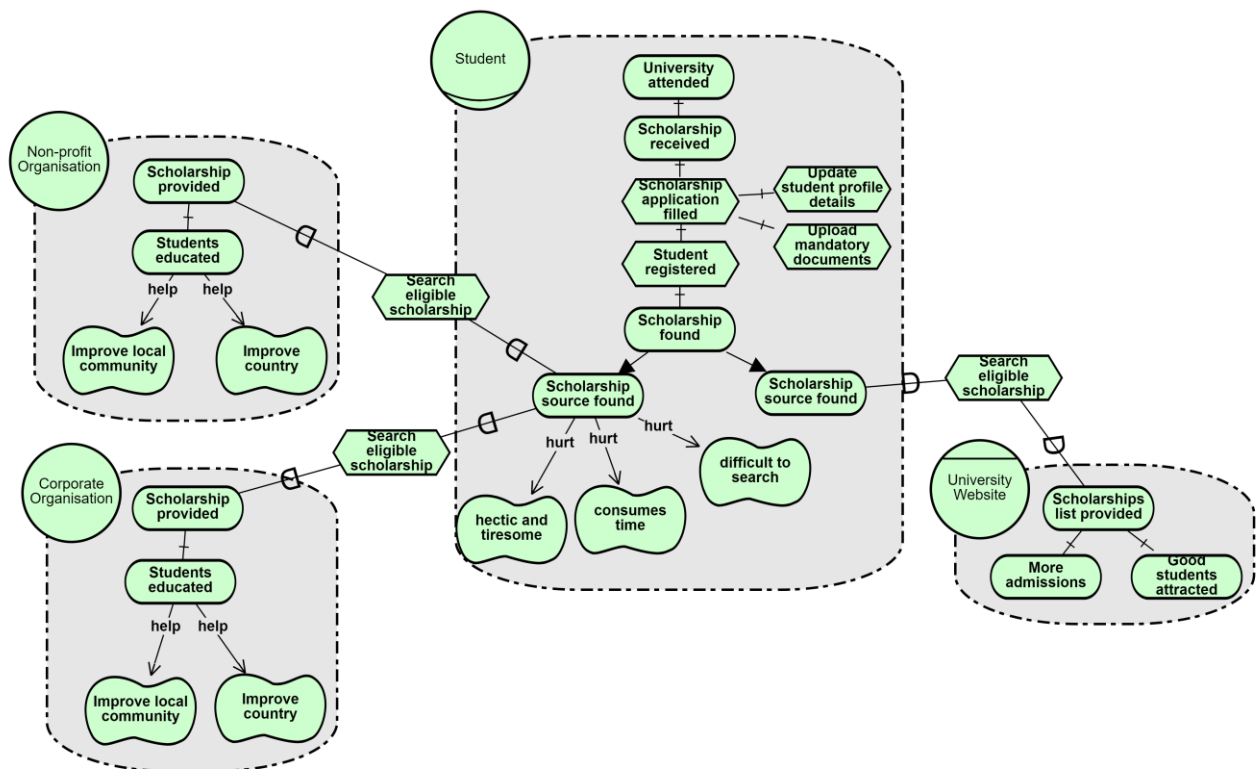 Student
University
attended
Scholarship
received
Scholarship
application
filled
Update
student profile
details
Upload
mandatory
documents
Student
registered
Scholarship
found
Scholarship
source found
Scholarship
source found
hurt
hurt
hurt
hectic and
tiresome
consumes
time
difficult to
search
Non-profit
Organisation
Scholarship
provided
Students
educated
help
help
Improve local
community
Improve
country
Search
eligible
scholarship
Search
eligible
scholarship
Corporate
Organisation
Scholarship
provided
Students
educated
help
help
Improve local
community
Improve
country
Search
eligible
scholarship
University
Website
Scholarships
list provided
More
admissions
Good
students
attracted